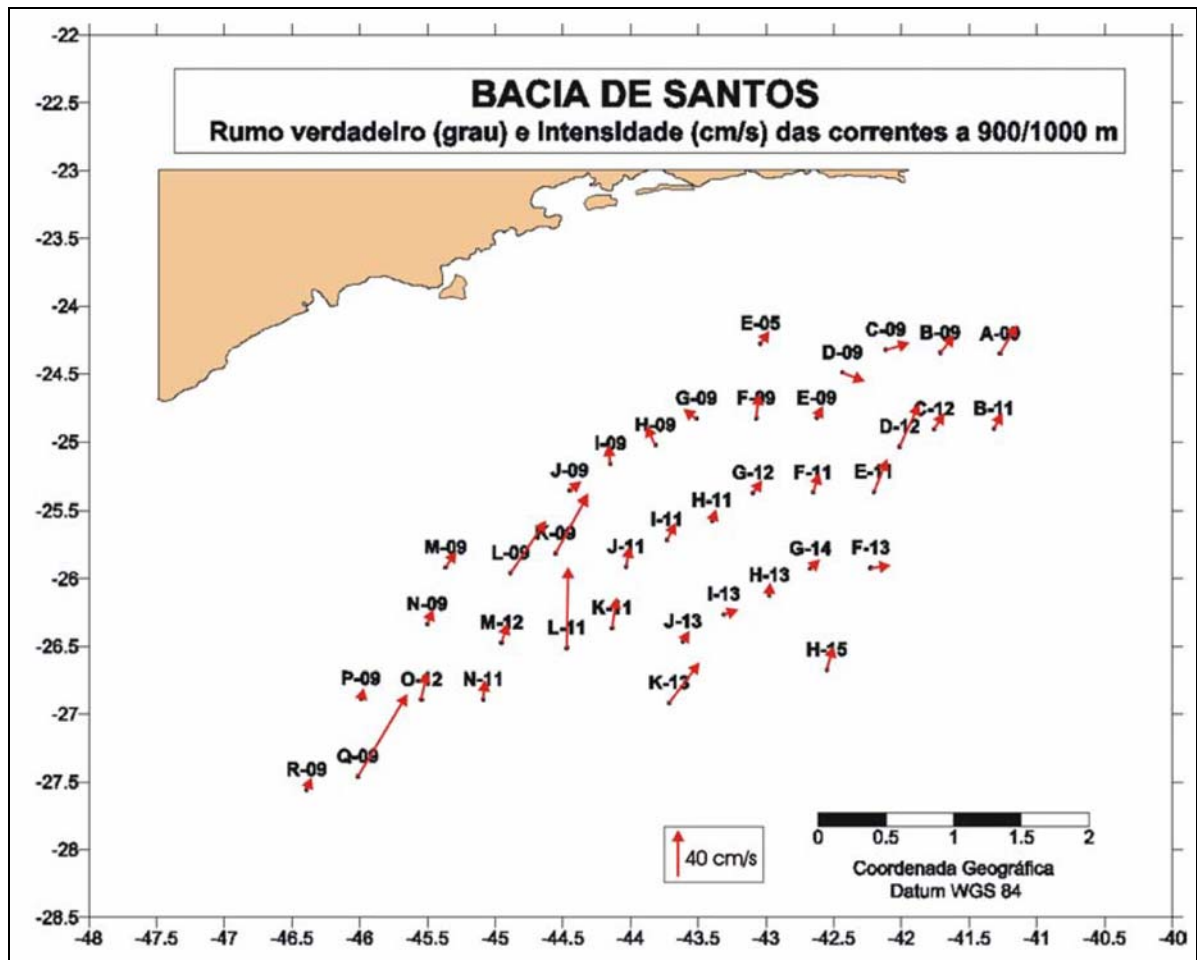 BACIA DE SANTOS
Rumo verdadeiro (grau) e Intensidade (cm/s) das correntes a 900/1000 m
-22
-22.5
-23
-23.5
-24
-24.5
-25
-25.5
-26
-26.5
-27
-27.5
-28
-28.5
E-05
C-09
B-09
A-09
D-09
G-09
F-09
E-09
C-12
B-11
H-09
D-12
I-09
J-09
G-12
F-11
E-11
H-11
I-11
K-09
L-09
M-09
J-11
G-14
F-13
H-13
I-13
N-09
K-11
M-12
L-11
J-13
H-15
P-09
O-12
N-11
K-13
Q-09
R-09
40 cm/s
0 0.5 1 1.5 2
Coordenada Geográfica
Datum WGS 84
-48 -47.5 -47 -46.5 -46 -45.5 -45 -44.5 -44 -43.5 -43 -42.5 -42 -41.5 -41 -40.5 -40